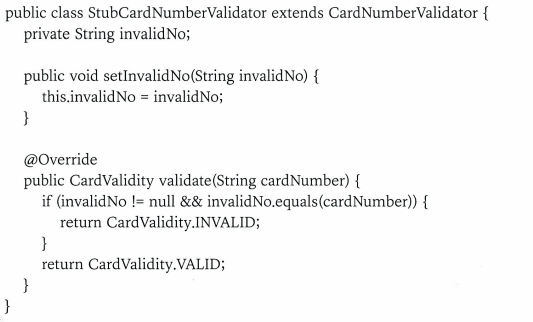 public class StubCardNumberValidator extends CardNumberValidator {
    private String invalidNo;

    public void setInvalidNo(String invalidNo) {
        this.invalidNo = invalidNo;
    }

    @Override
    public CardValidity validate(String cardNumber) {
        if (invalidNo != null && invalidNo.equals(cardNumber)) {
            return CardValidity.INVALID;
        }
        return CardValidity.VALID;
    }
}